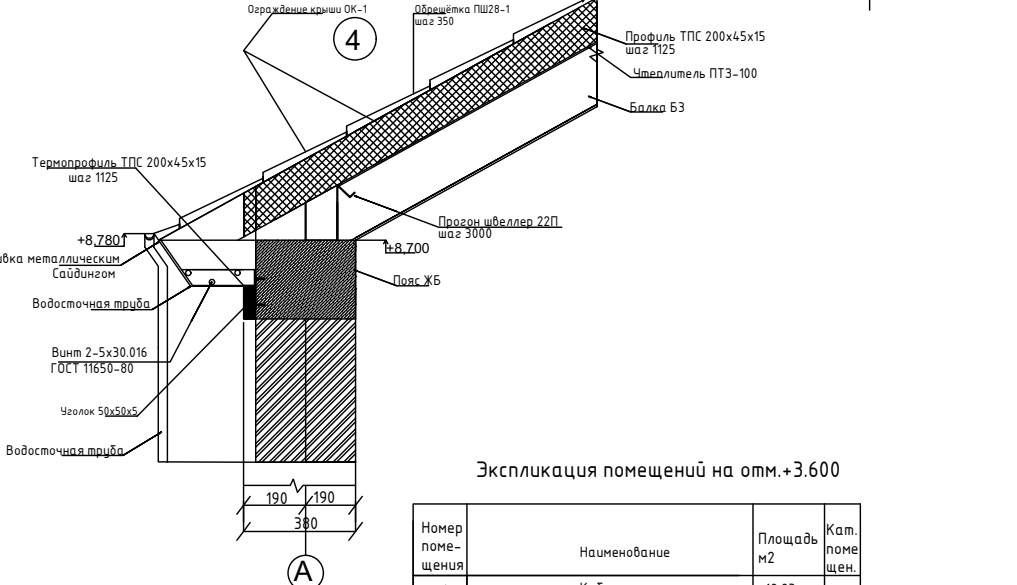 Ограждение крыши ОК-1
Обрешётка ПШ28-1
шаг 350
4
Профиль ТПС 200х45х15
шаг 1125
Утеплитель ПТЭ-100
Балка Б3
Термопрофиль ТПС 200х45х15
шаг 1125
Прогон швеллер 22П
шаг 3000
+8,780
+8,700
металлическим
Сайдингом
Пояс ЖБ
Водосточная труба
Винт 2-5х30.016
ГОСТ 11650-80
Уголок 50х50х5
Водосточная труба
190
190
380
А
Экспликация помещений на отм.+3.600
Номер
поме-
щения
Наименование
Площадь
м2
Кат.
поме
щен.